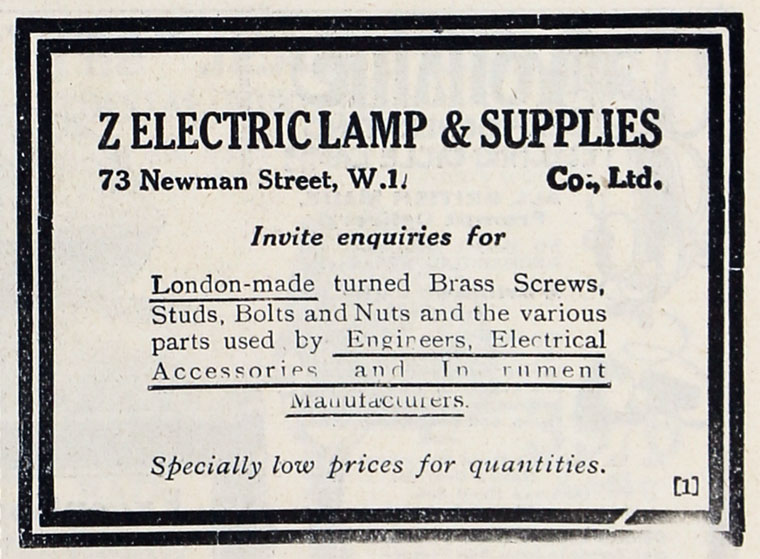 Z ELECTRIC LAMP & SUPPLIES
73 Newman Street, W.1. Co., Ltd.
Invite enquiries for
London-made turned Brass Screws,
Studs, Bolts and Nuts and the various
parts used by Engineers, Electrical
Accessories and In rument
Manufacturers.
Specially low prices for quantities.
[1]